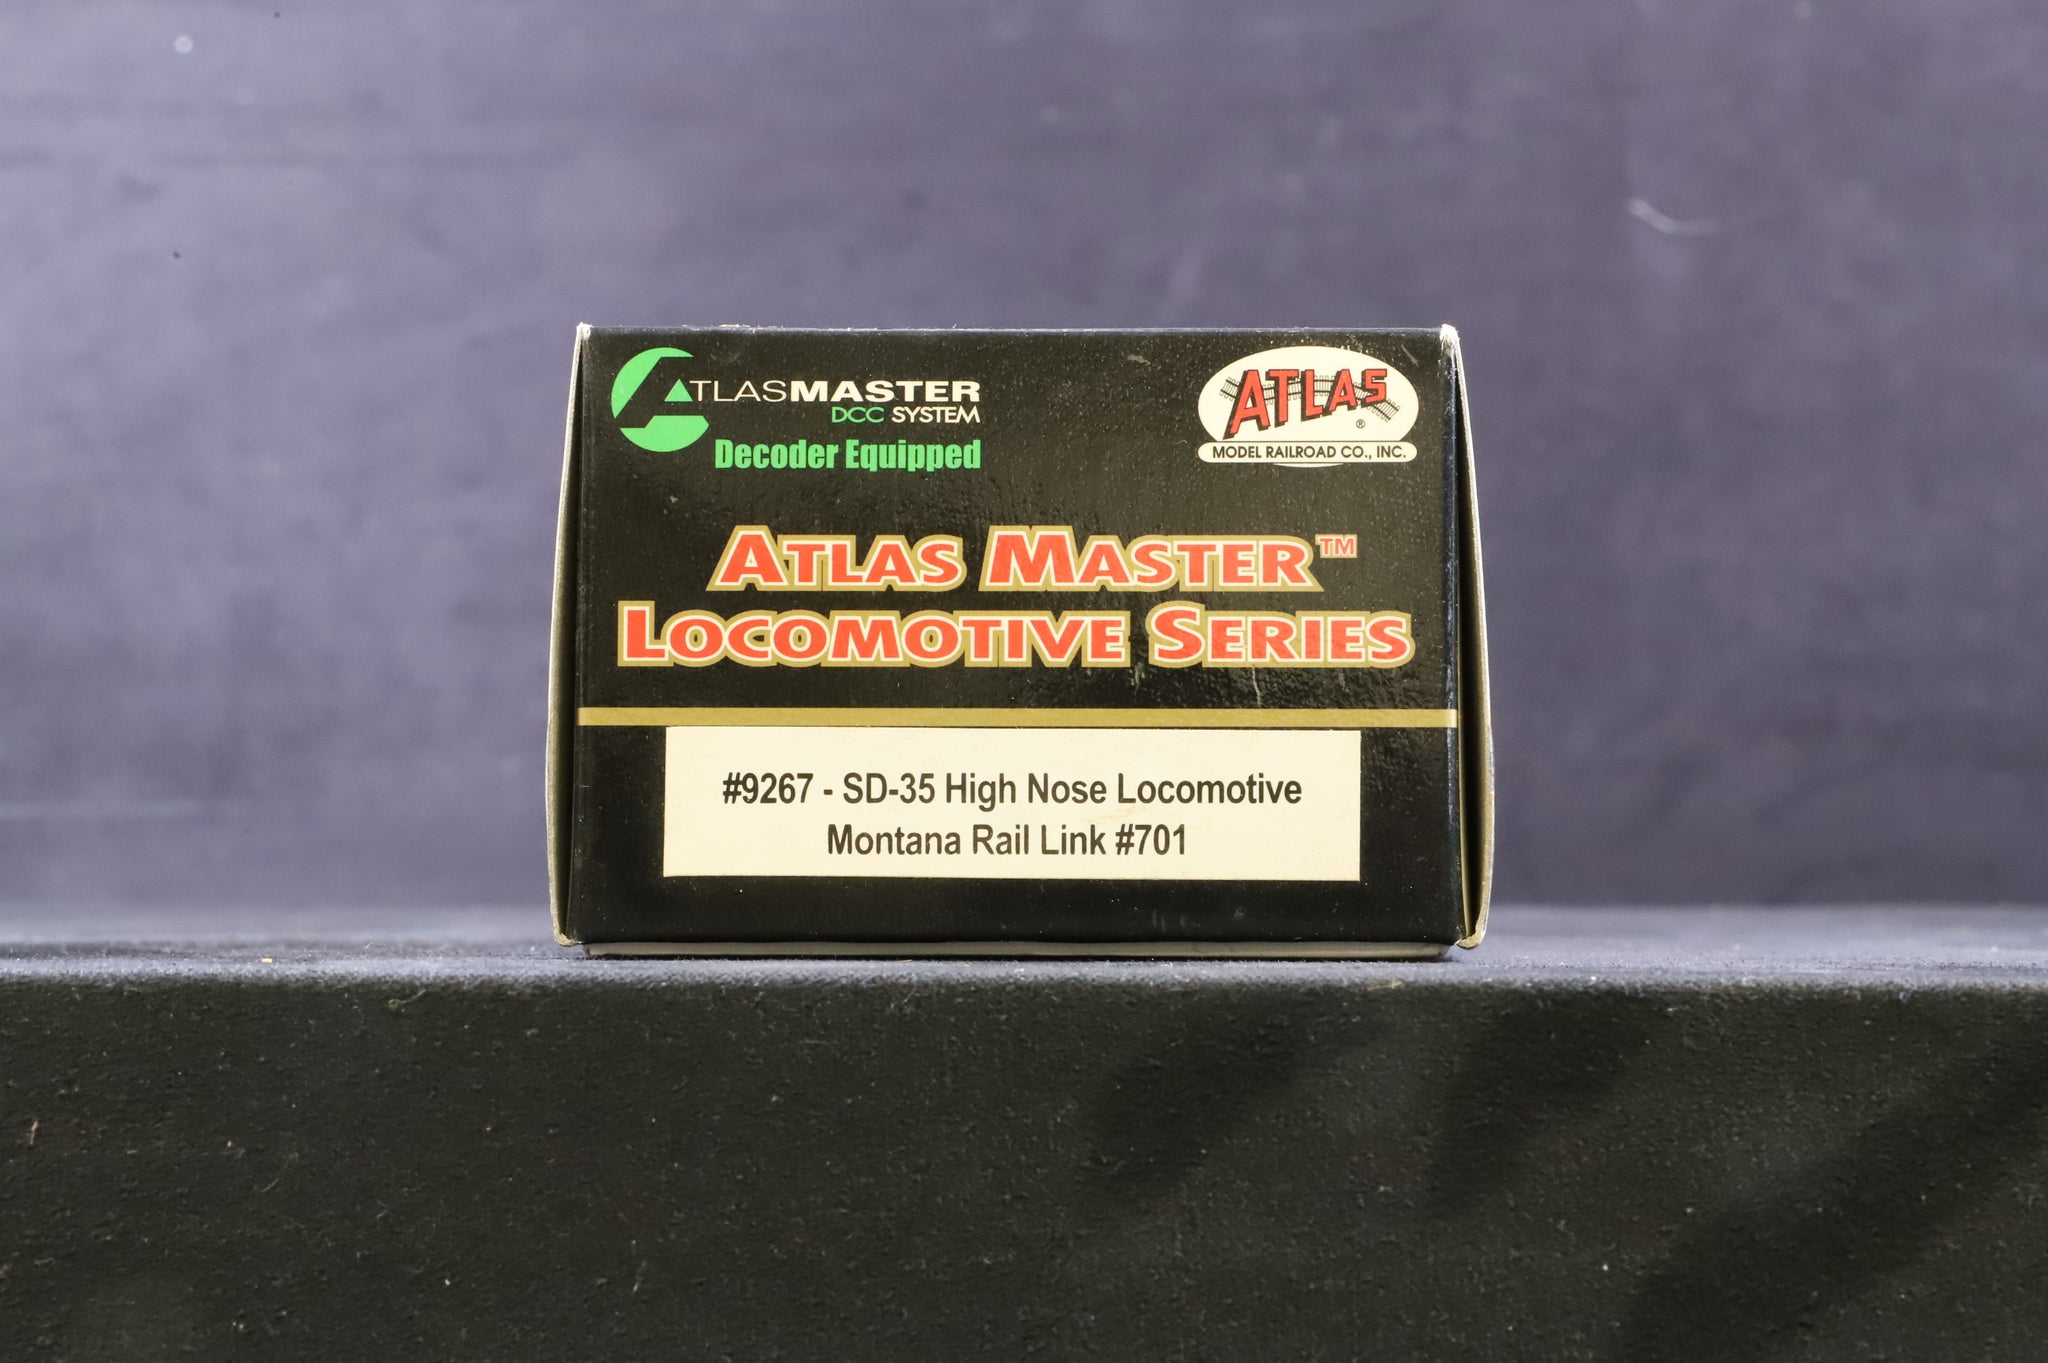 ATLASMASTER
DCC SYSTEM
Decoder Equipped
ATLAS®
MODEL RAILROAD CO., INC.
ATLAS MASTER™
LOCOMOTIVE SERIES
#9267 - SD-35 High Nose Locomotive
Montana Rail Link #701